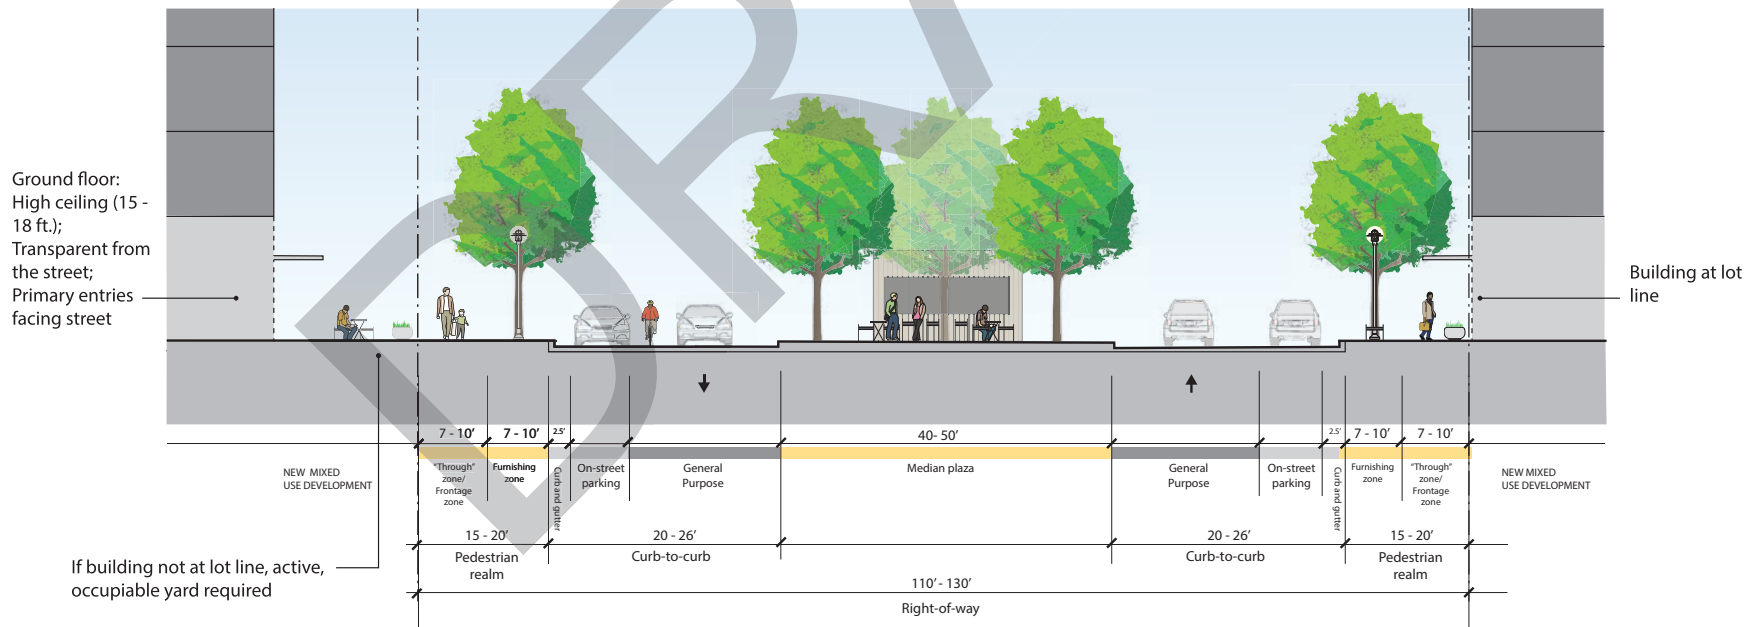 Ground floor:
High ceiling (15 -
18 ft.);
Transparent from
the street;
Primary entries
facing street
Building at lot
line
If building not at lot line, active,
occupiable yard required
7 - 10’
7 - 10’
2.5’
40- 50’
2.5’
7 - 10’
7 - 10’
NEW MIXED
USE DEVELOPMENT
"Through"
zone/
Frontage
zone
Furnishing
zone
Curb and gutter
On-street
parking
General
Purpose
Median plaza
General
Purpose
On-street
parking
Curb and gutter
Furnishing
zone
"Through"
zone/
Frontage
zone
NEW MIXED
USE DEVELOPMENT
15 - 20’
20 - 26’
20 - 26’
15 - 20’
Pedestrian
realm
Curb-to-curb
Curb-to-curb
Pedestrian
realm
110’ - 130’
Right-of-way
DR